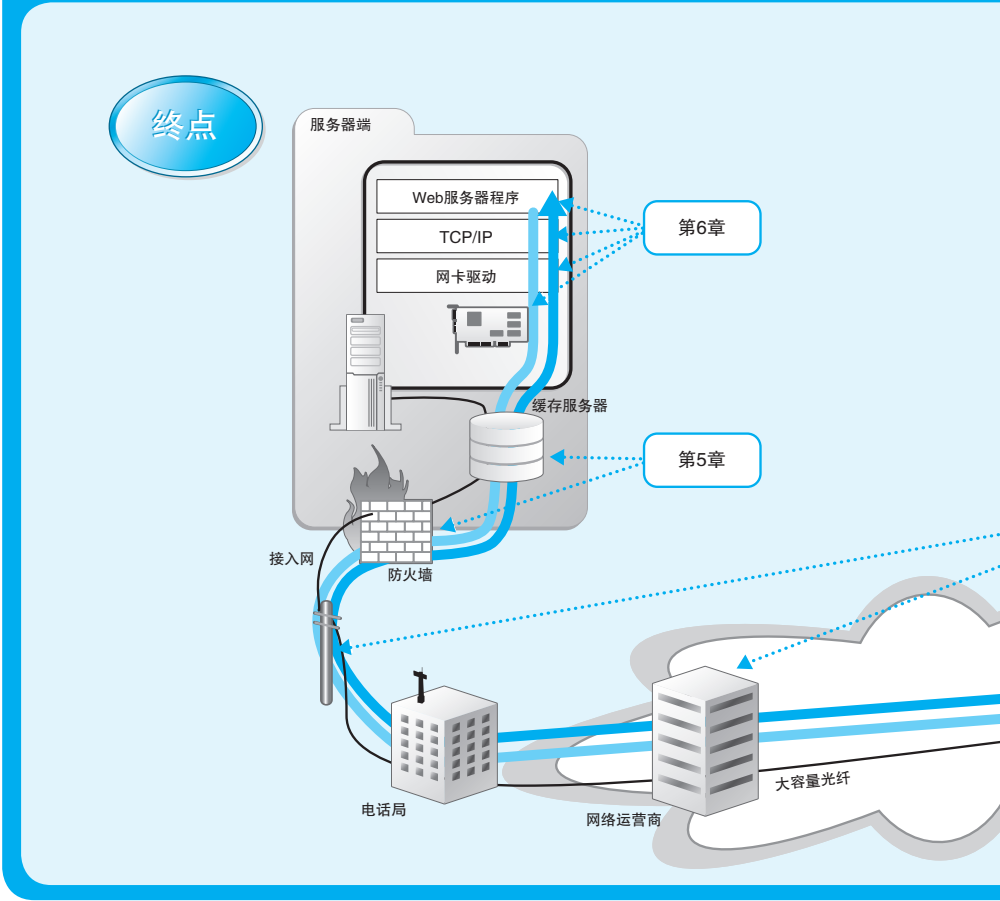 终点
服务器端
Web服务器程序
TCP/IP
网卡驱动
第6章
缓存服务器
第5章
接入网
防火墙
电话局
网络运营商
大容量光纤